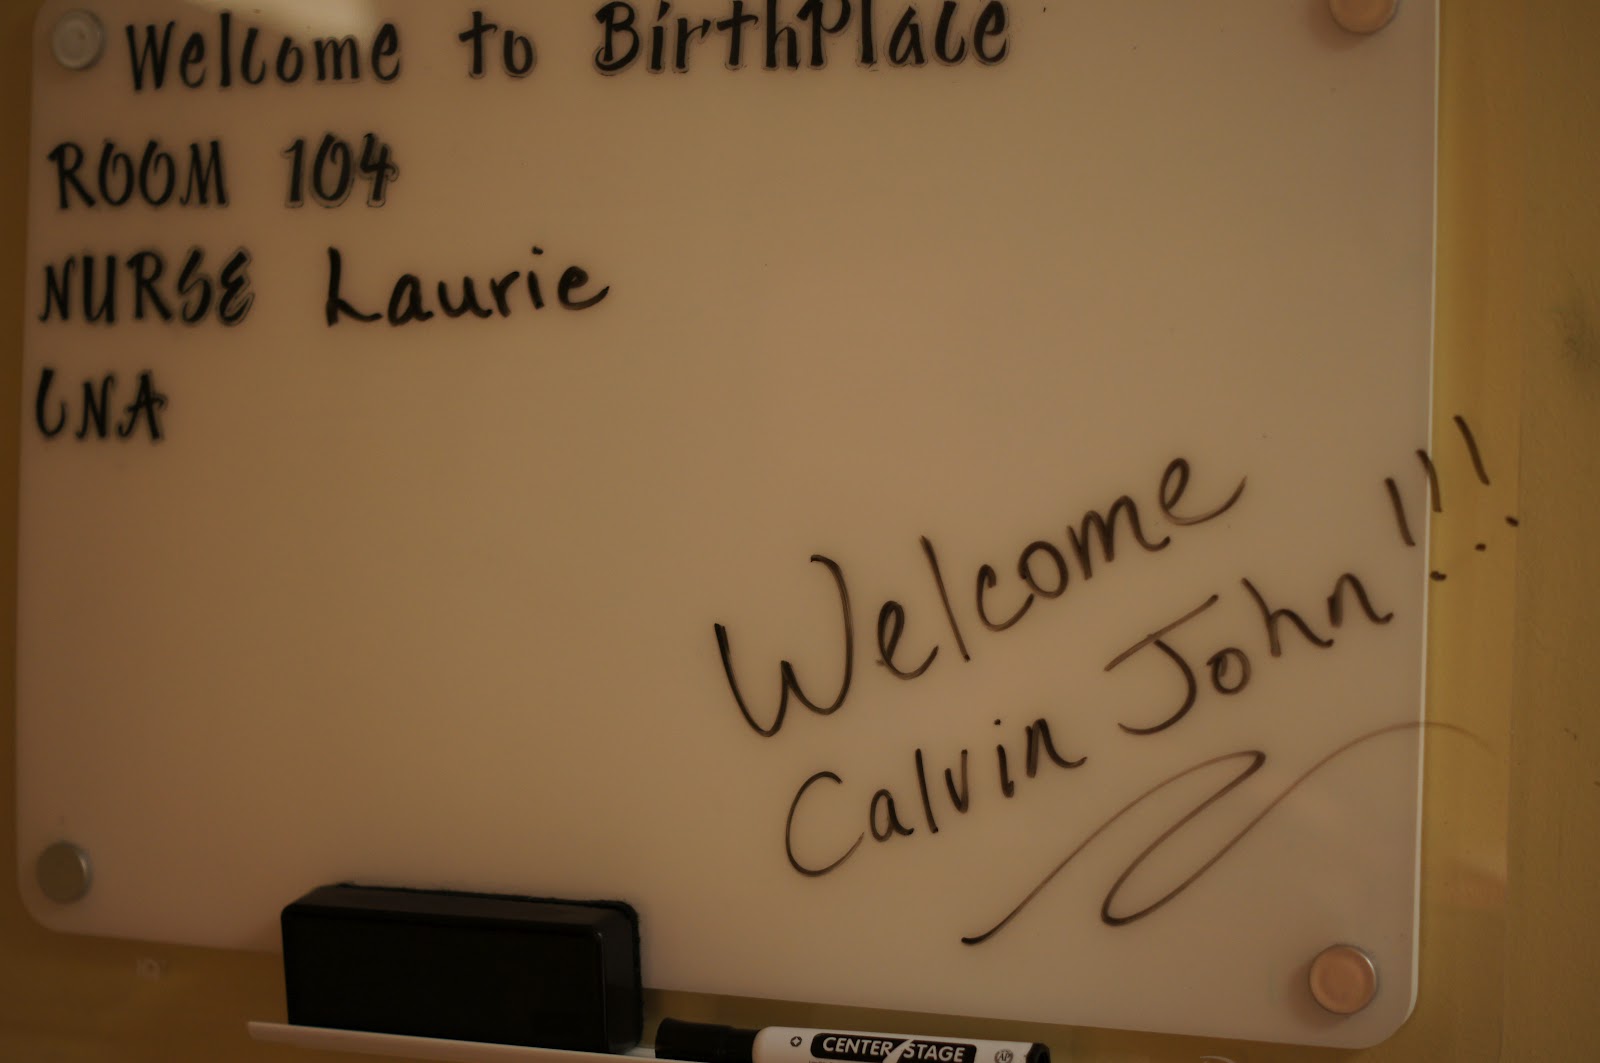 Welcome to BirthPlace
ROOM 104
NURSE Laurie
CNA
Welcome
Calvin John!!!
CENTER STAGE